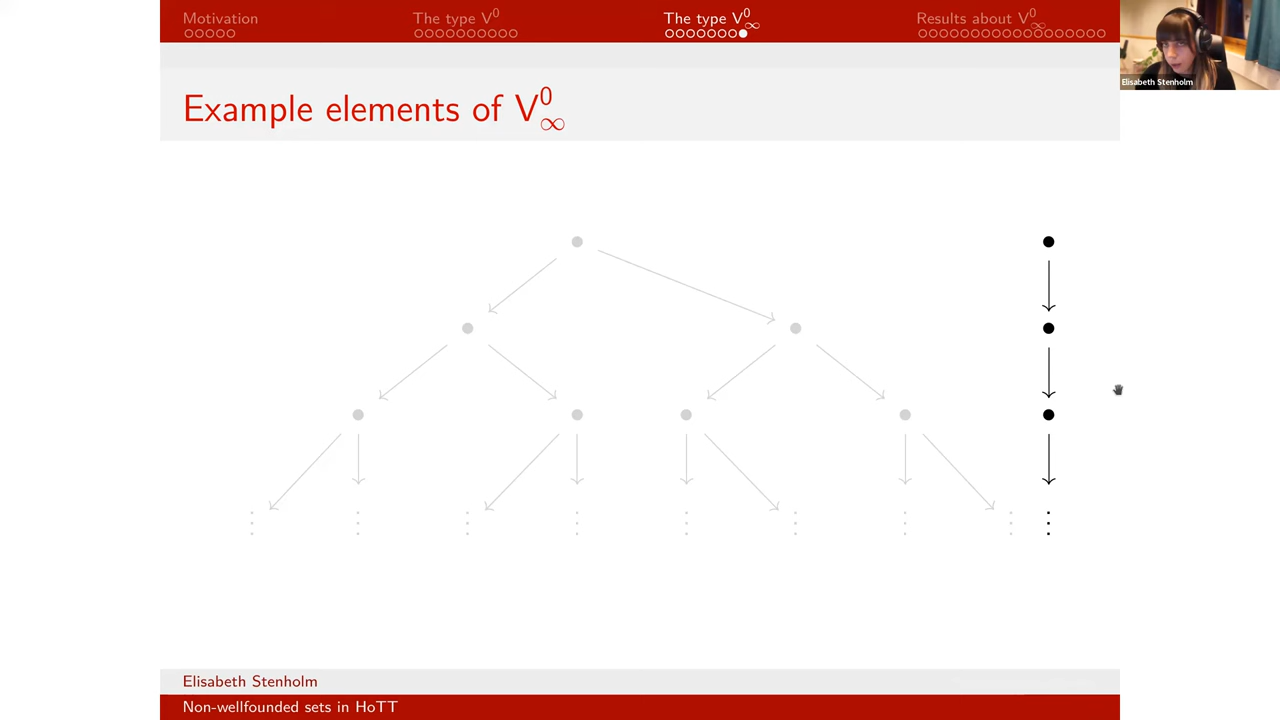 Motivation
The type V⁰
The type V⁰∞
Results about V⁰∞
Elisabeth Stenholm
Example elements of V⁰∞
Elisabeth Stenholm
Non-wellfounded sets in HoTT